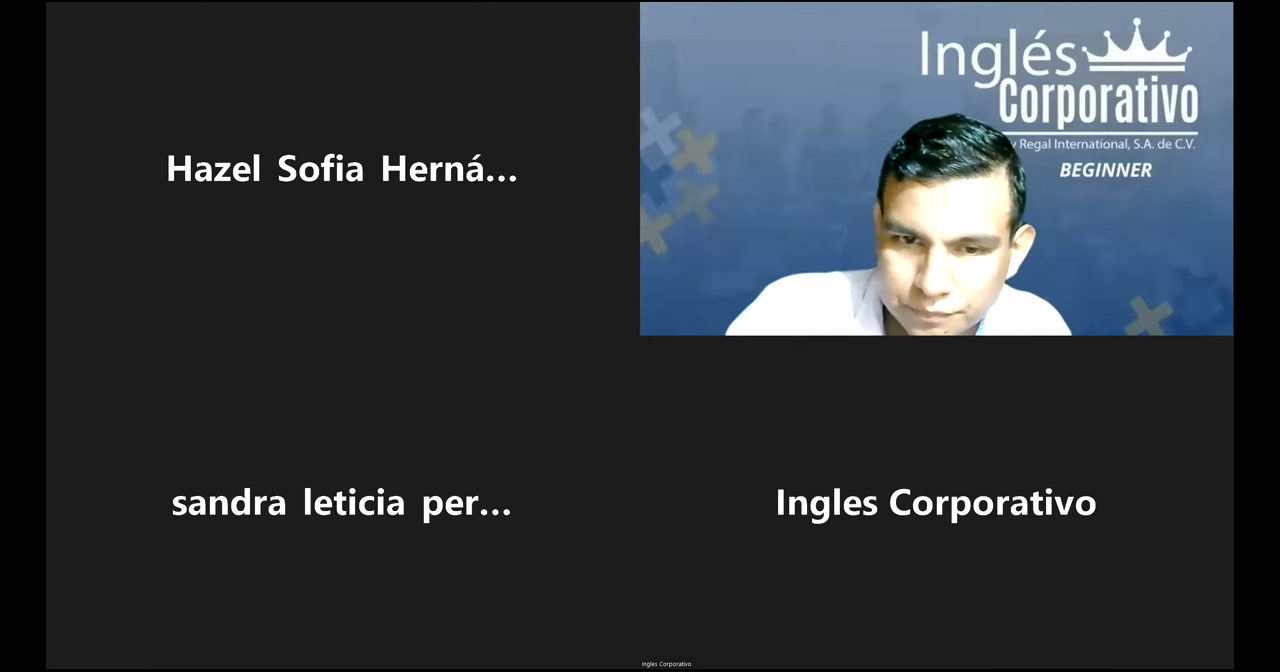 Hazel Sofia Herná...
Inglés
Corporativo
y Regal International, S.A. de C.V.
BEGINNER
sandra leticia per...
Ingles Corporativo
Ingles Corporativo